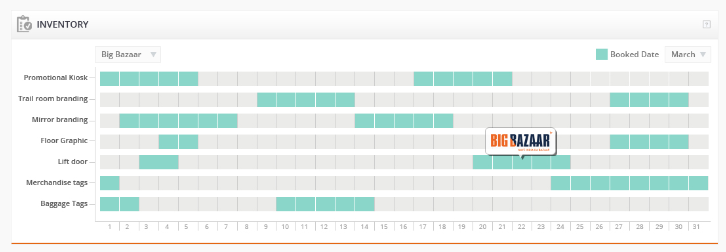 INVENTORY
Big Bazaar
Booked Date
March
Promotional Kiosk
Trail room branding
Mirror branding
Floor Graphic
BIG BAZAAR
Lift door
Merchandise tags
Baggage Tags
1 2 3 4 5 6 7 8 9 10 11 12 13 14 15 16 17 18 19 20 21 22 23 24 25 26 27 28 29 30 31